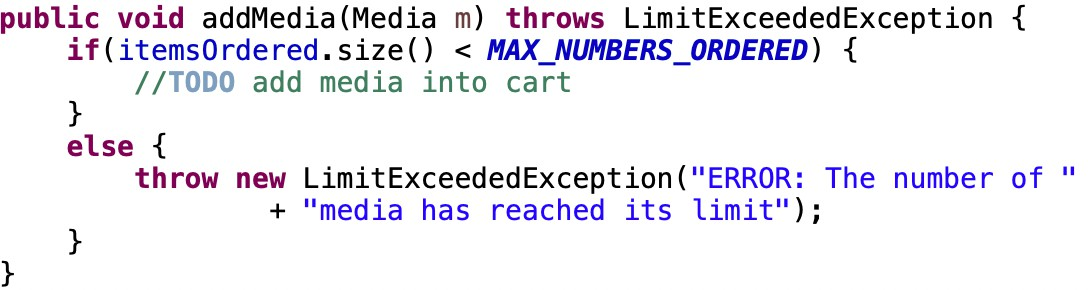 public void addMedia(Media m) throws LimitExceededException {
    if(itemsOrdered.size() < MAX_NUMBERS_ORDERED) {
        //TODO add media into cart
    }
    else {
        throw new LimitExceededException("ERROR: The number of "
                + "media has reached its limit");
    }
}